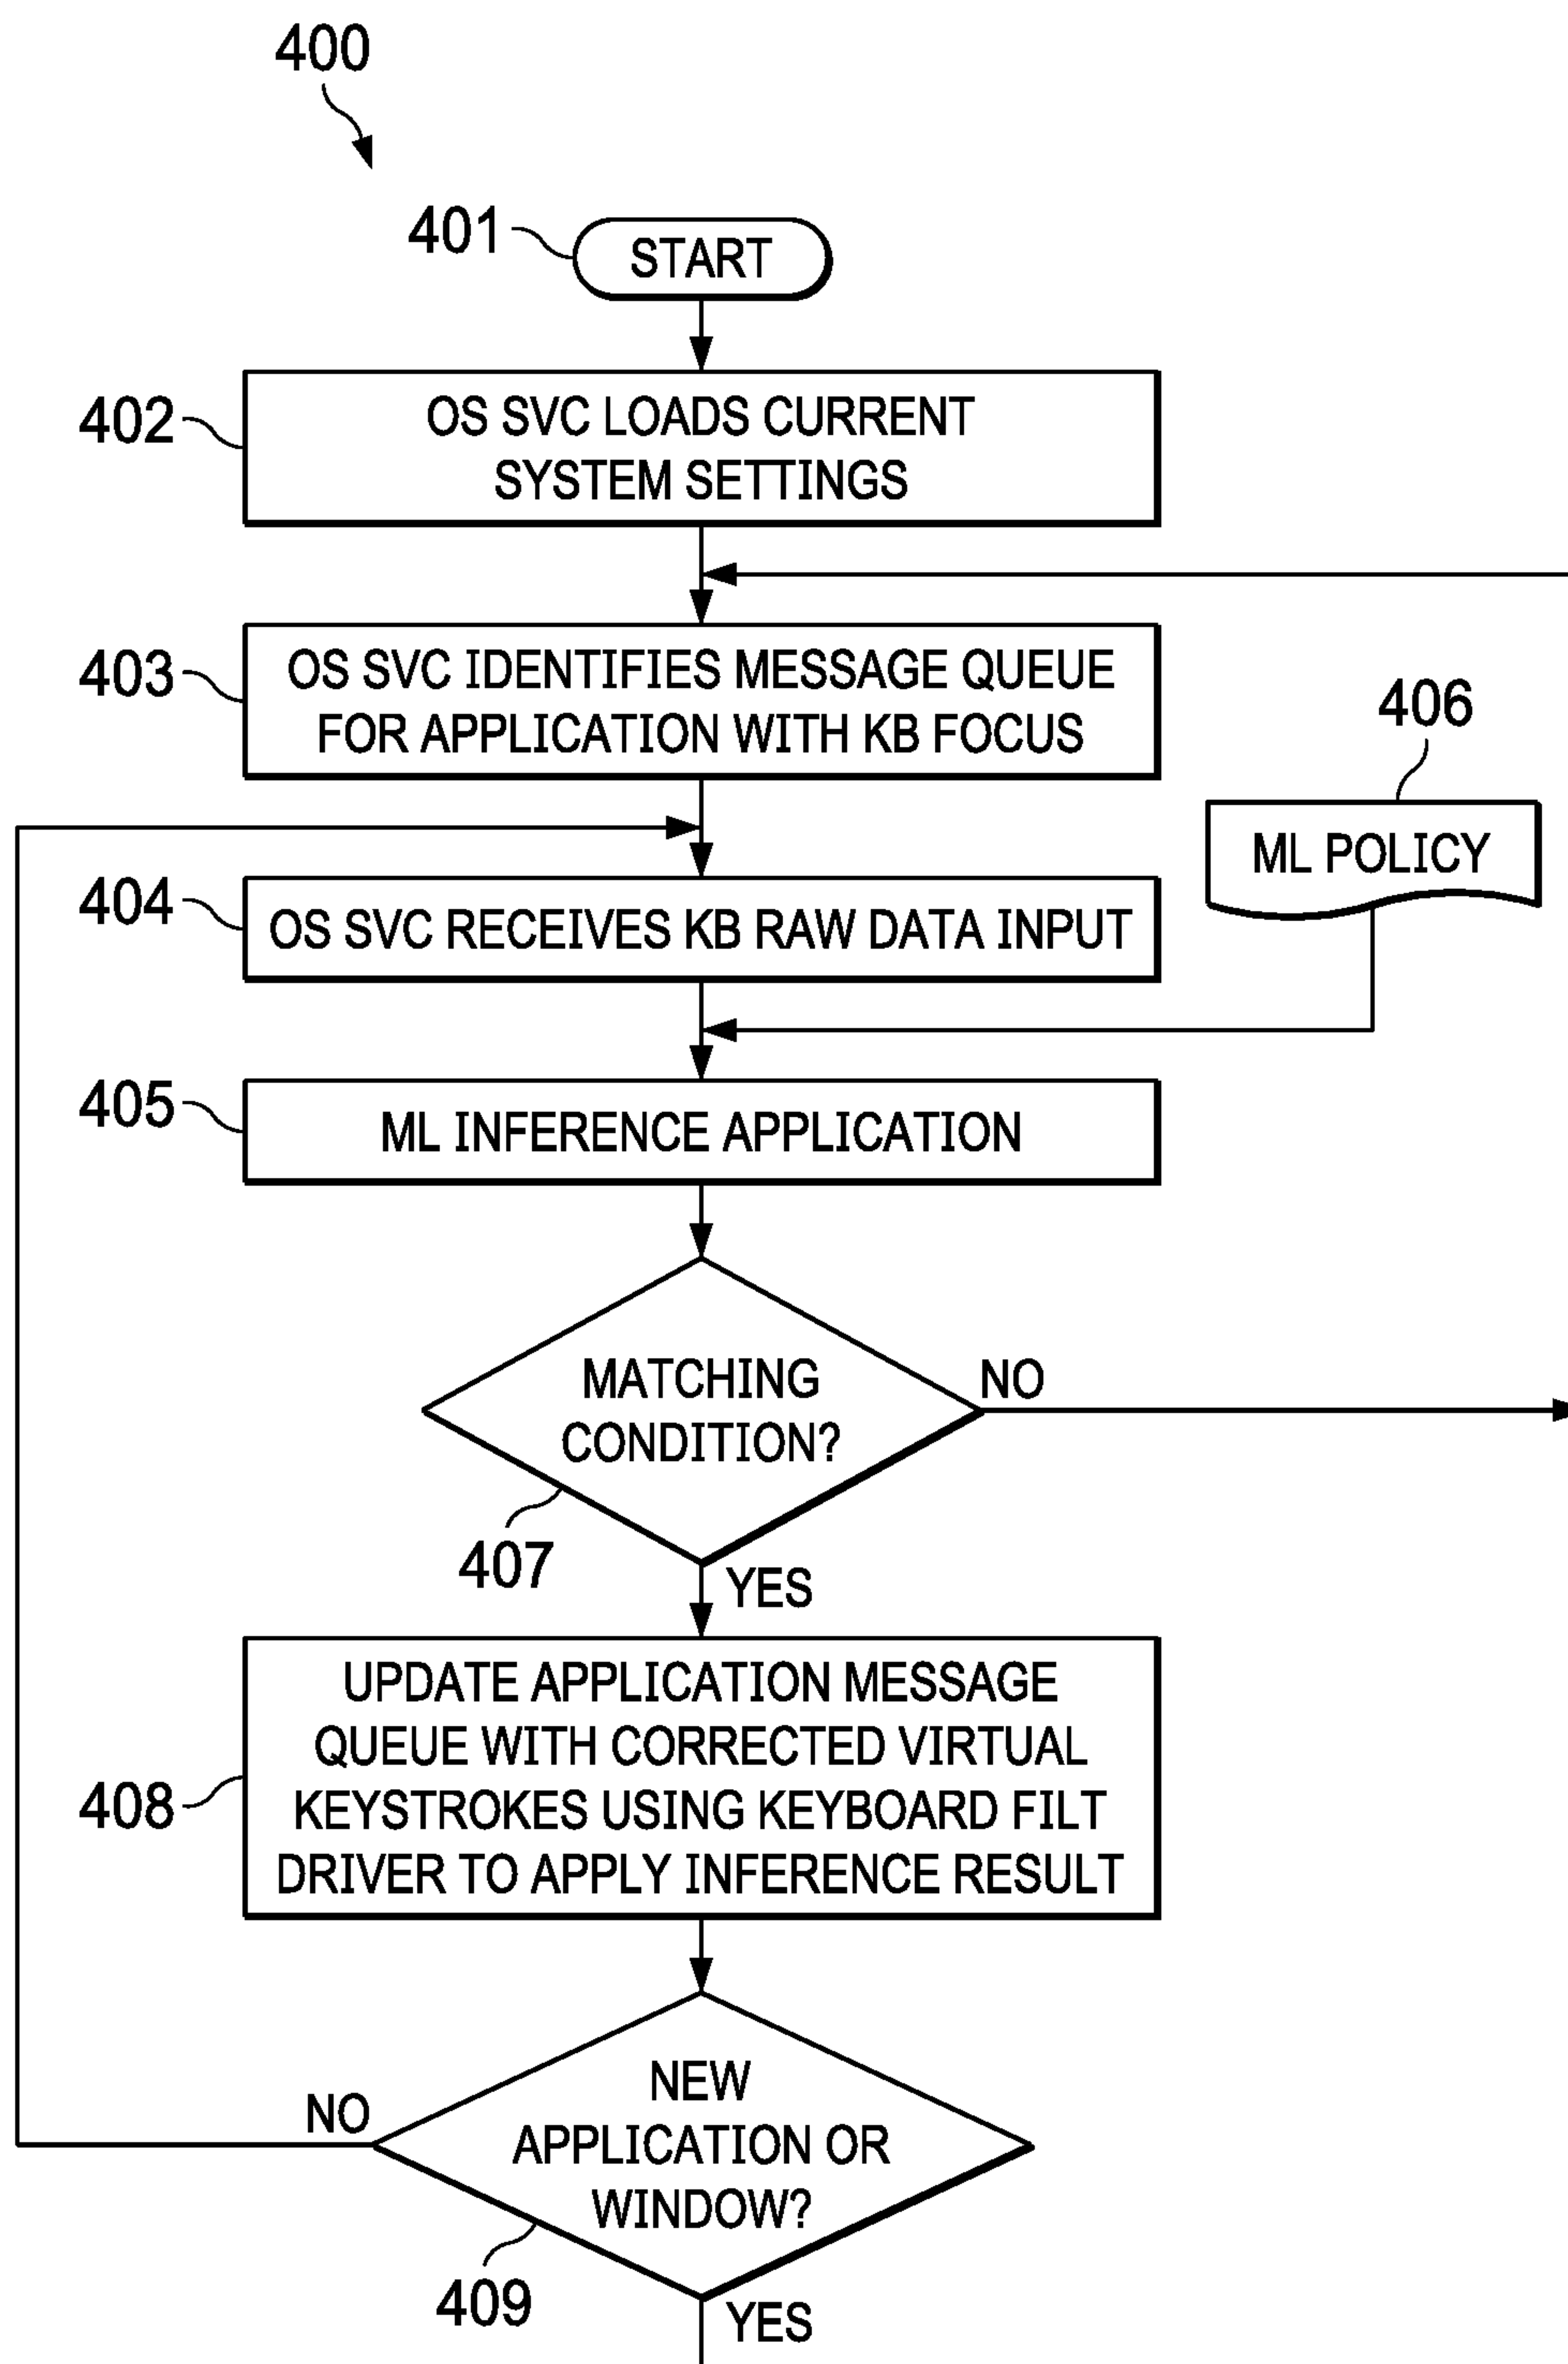 400
401
START
402
OS SVC LOADS CURRENT
SYSTEM SETTINGS
403
OS SVC IDENTIFIES MESSAGE QUEUE
FOR APPLICATION WITH KB FOCUS
406
ML POLICY
404
OS SVC RECEIVES KB RAW DATA INPUT
405
ML INFERENCE APPLICATION
MATCHING
CONDITION?
NO
407
YES
408
UPDATE APPLICATION MESSAGE
QUEUE WITH CORRECTED VIRTUAL
KEYSTROKES USING KEYBOARD FILT
DRIVER TO APPLY INFERENCE RESULT
NO
NEW
APPLICATION OR
WINDOW?
409
YES